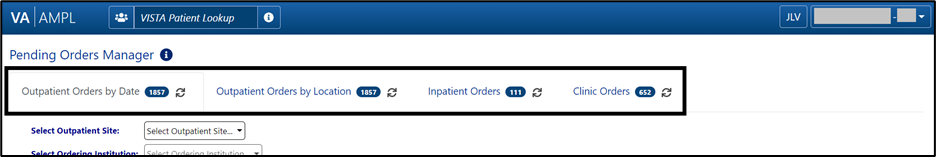 VA | AMPL VISTA Patient Lookup JLV -
Pending Orders Manager
Outpatient Orders by Date 1857 Outpatient Orders by Location 1857 Inpatient Orders 111 Clinic Orders 652
Select Outpatient Site: Select Outpatient Site...
Select Ordering Institution: Select Ordering Institution...